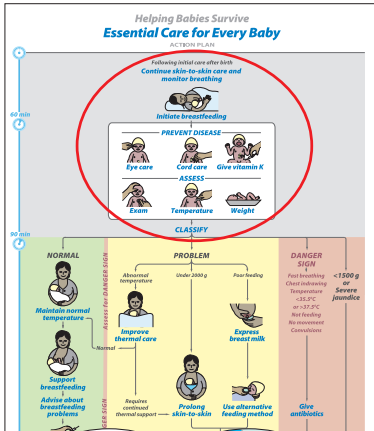 Helping Babies Survive
Essential Care for Every Baby
ACTION PLAN
Following initial care after birth
Continue skin-to-skin care and
monitor breathing
Initiate breastfeeding
60 min
PREVENT DISEASE
Eye care
Cord care
Give vitamin K
ASSESS
Exam
Temperature
Weight
CLASSIFY
90 min
NORMAL
Maintain normal
temperature
Support
breastfeeding
Advise about
breastfeeding
problems
Assess for DANGER SIGN
GER SIGN
PROBLEM
Abnormal
temperature
Improve
thermal care
Normal
Requires
continued
thermal support
Under 2000 g
Prolong
skin-to-skin
Poor feeding
Express
breast milk
Use alternative
feeding method
DANGER
SIGN
Fast breathing
Chest indrawing
Temperature
<35.5°C
or >37.5°C
Not feeding
No movement
Convulsions
Give
antibiotics
<1500 g
or
Severe
jaundice